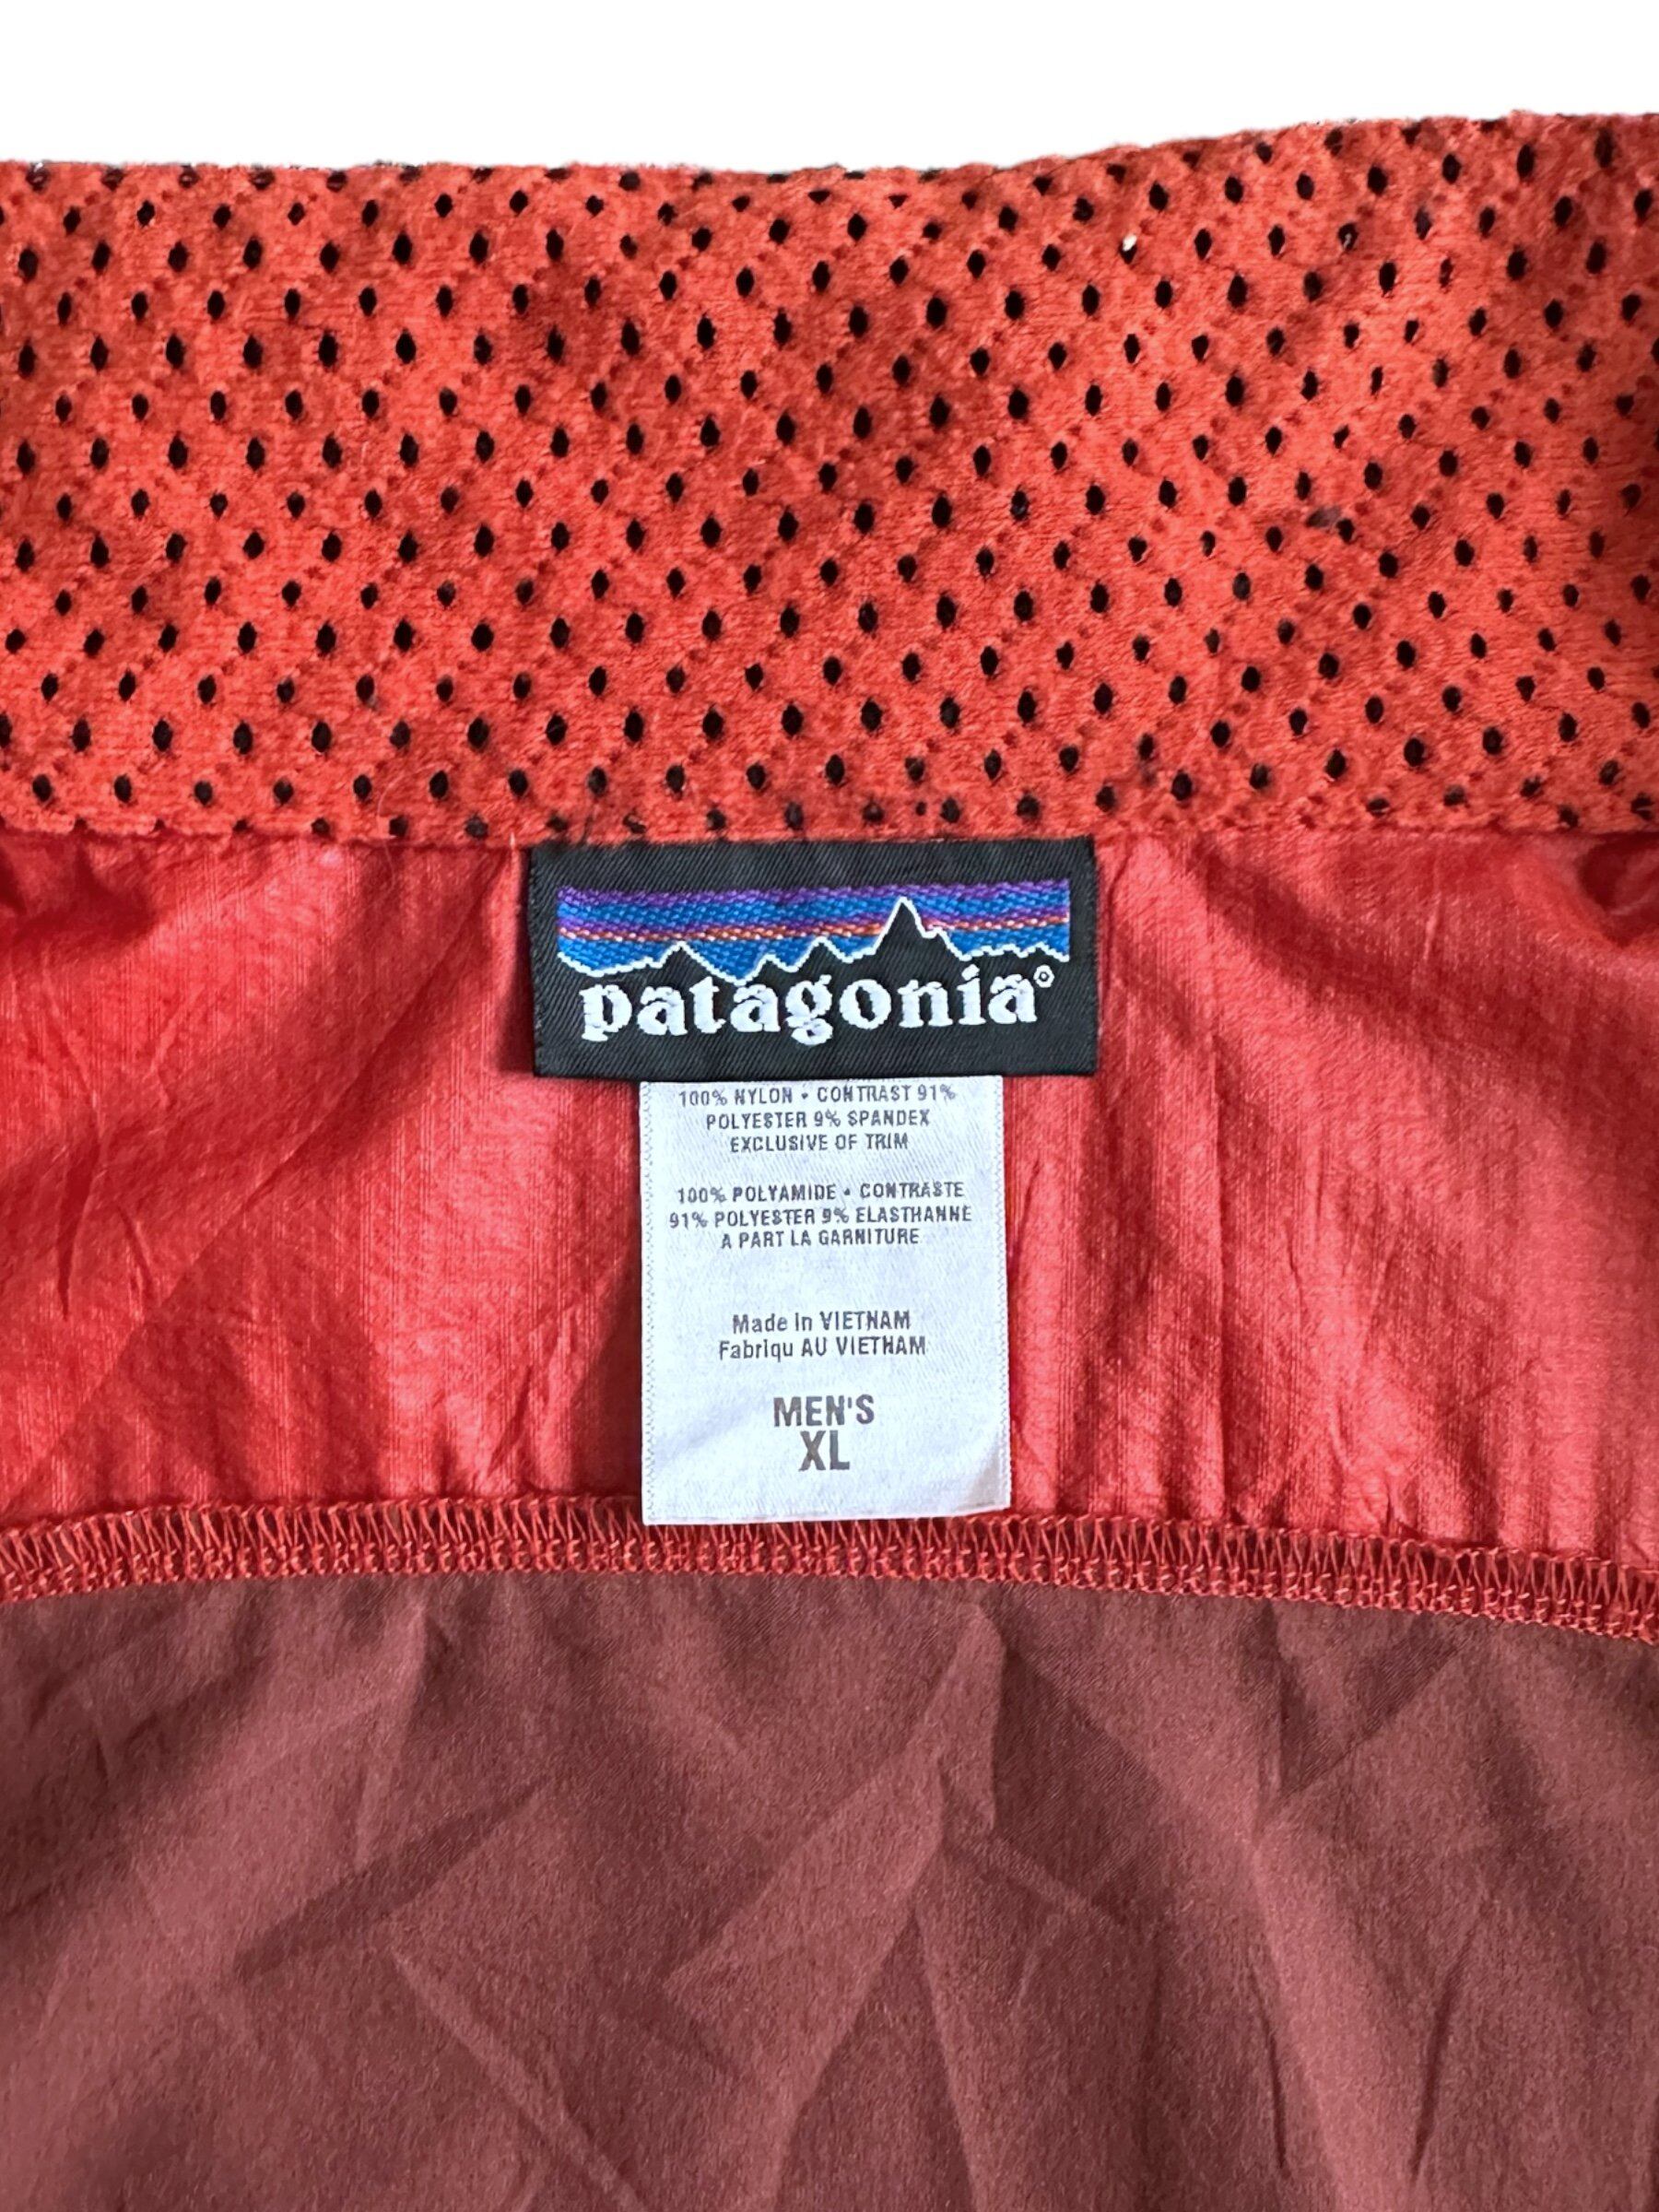 patagonia®
100% NYLON • CONTRAST 91%
POLYESTER 9% SPANDEX
EXCLUSIVE OF TRIM
100% POLYAMIDE • CONTRASTE
91% POLYESTER 9% ELASTHANNE
A PART LA GARNITURE
Made in VIETNAM
Fabriqu AU VIETNAM
MEN'S
XL